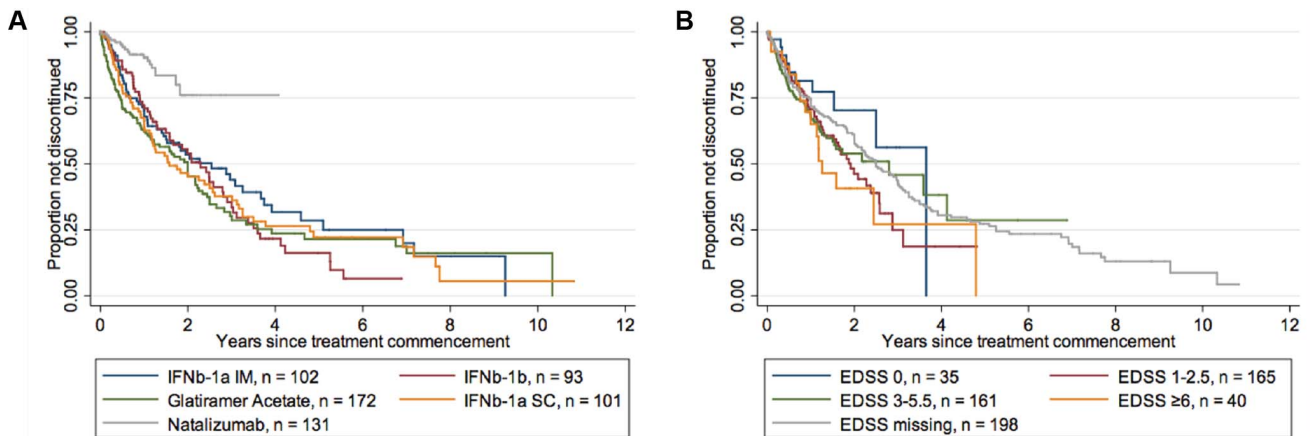 A
Proportion not discontinued
1.00
0.75
0.50
0.25
0.00
0 2 4 6 8 10 12
Years since treatment commencement
IFNb-1a IM, n = 102 IFNb-1b, n = 93
Glatiramer Acetate, n = 172 IFNb-1a SC, n = 101
Natalizumab, n = 131
B
Proportion not discontinued
1.00
0.75
0.50
0.25
0.00
0 2 4 6 8 10 12
Years since treatment commencement
EDSS 0, n = 35 EDSS 1-2.5, n = 165
EDSS 3-5.5, n = 161 EDSS ≥6, n = 40
EDSS missing, n = 198